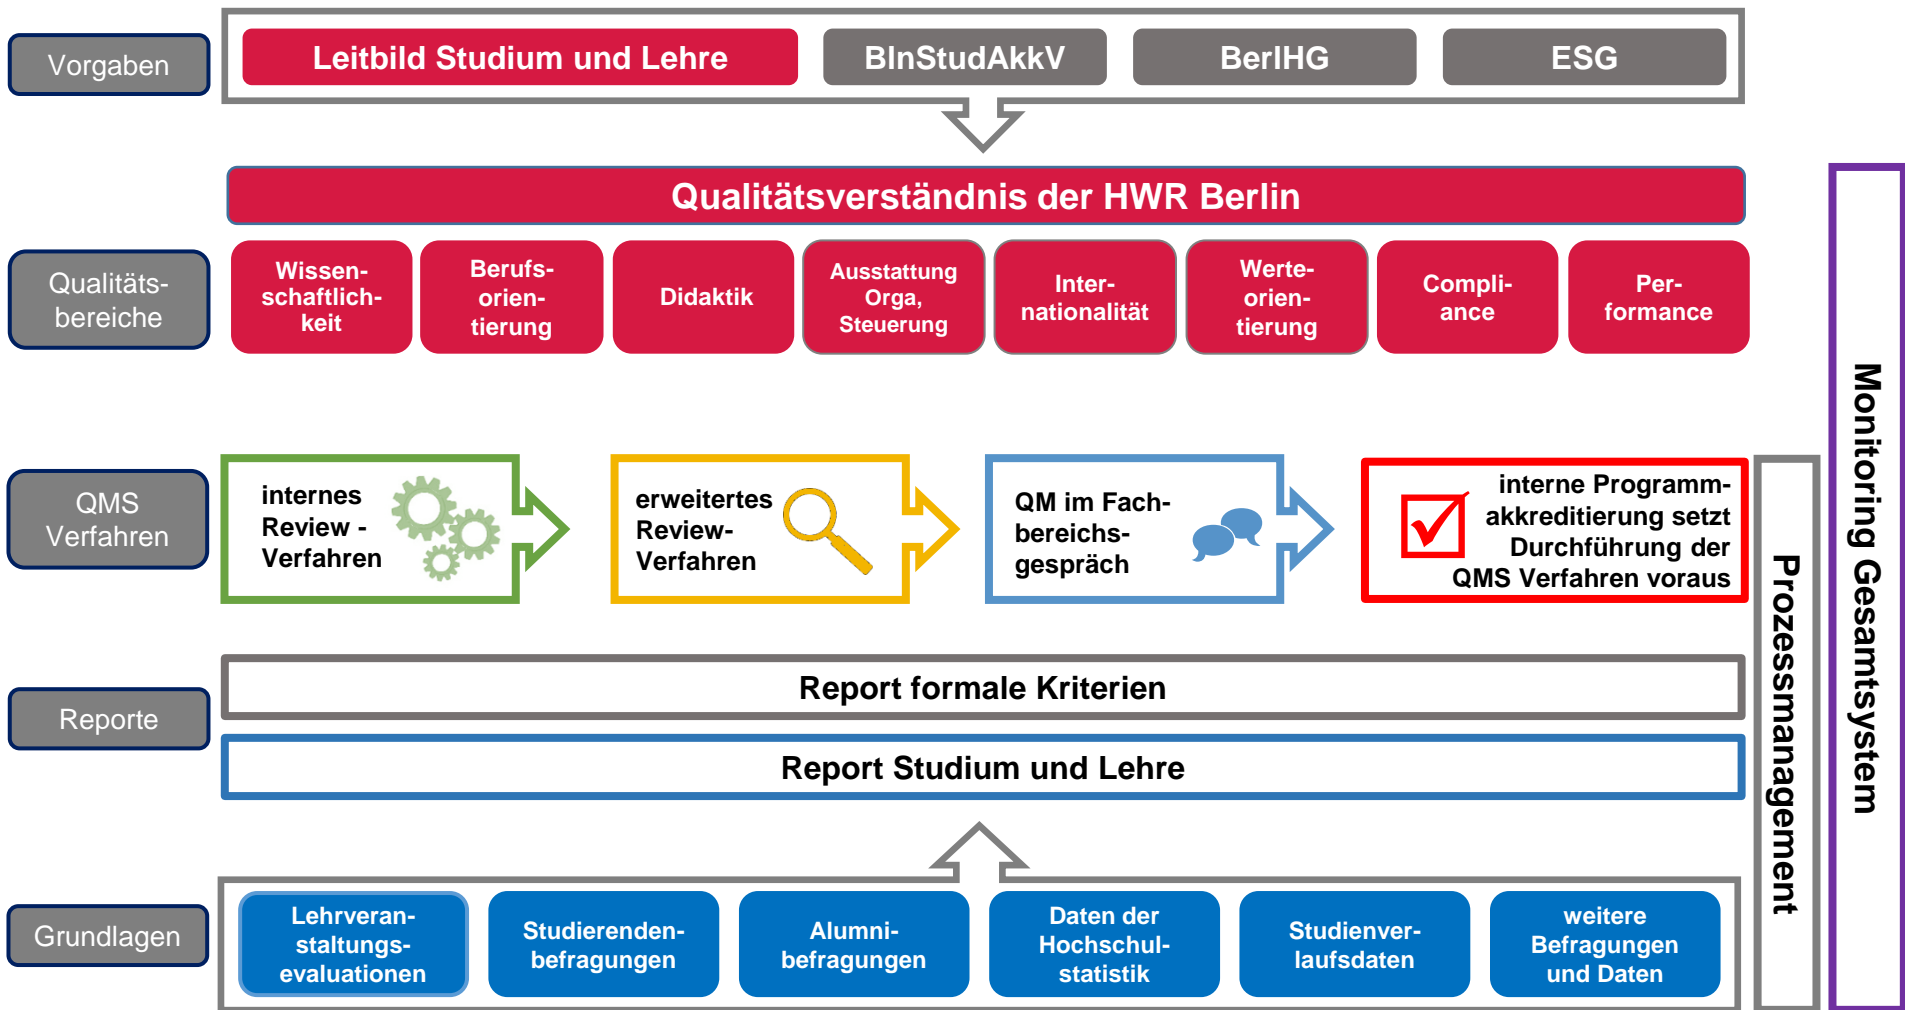 Vorgaben
Leitbild Studium und Lehre
BlnStudAkkV
BerlHG
ESG
Qualitätsverständnis der HWR Berlin
Qualitäts-
bereiche
Wissen-
schaftlich-
keit
Berufs-
orien-
tierung
Didaktik
Ausstattung
Orga,
Steuerung
Inter-
nationalität
Werte-
orien-
tierung
Compli-
ance
Per-
formance
QMS
Verfahren
internes
Review -
Verfahren
erweitertes
Review-
Verfahren
QM im Fach-
bereichs-
gespräch
interne Programm-
akkreditierung setzt
Durchführung der
QMS Verfahren voraus
Reporte
Report formale Kriterien
Report Studium und Lehre
Grundlagen
Lehrveran-
staltungs-
evaluationen
Studierenden-
befragungen
Alumni-
befragungen
Daten der
Hochschul-
statistik
Studienver-
laufsdaten
weitere
Befragungen
und Daten
Prozessmanagement
Monitoring Gesamtsystem